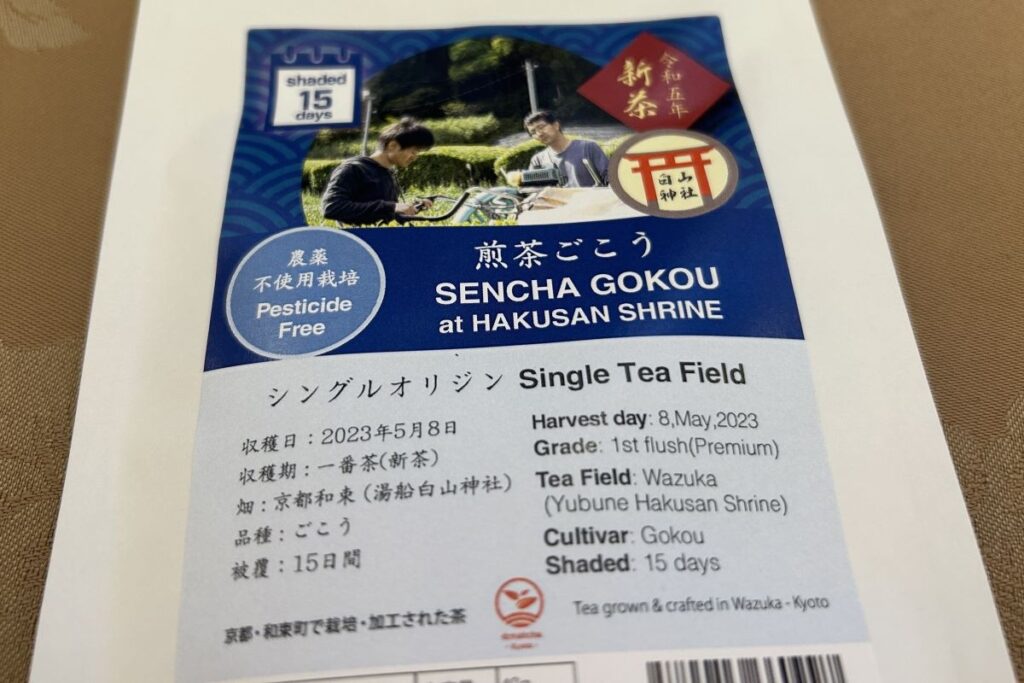 shaded
15
days
令和五年
新茶
白山
神社
農薬
不使用栽培
Pesticide
Free
煎茶ごこう
SENCHA GOKOU
at HAKUSAN SHRINE
シングルオリジン Single Tea Field
収穫日：2023年5月8日
収穫期：一番茶(新茶)
畑：京都和束（湯船白山神社）
品種：ごこう
被覆：15日間
Harvest day: 8,May,2023
Grade: 1st flush(Premium)
Tea Field: Wazuka
(Yubune Hakusan Shrine)
Cultivar: Gokou
Shaded: 15 days
京都・和束町で栽培・加工された茶
Tea grown & crafted in Wazuka - Kyoto